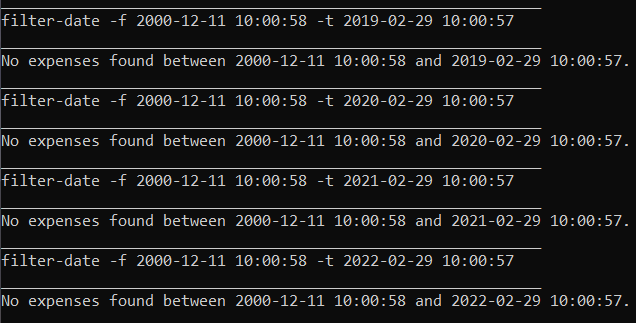 filter-date -f 2000-12-11 10:00:58 -t 2019-02-29 10:00:57
No expenses found between 2000-12-11 10:00:58 and 2019-02-29 10:00:57.
filter-date -f 2000-12-11 10:00:58 -t 2020-02-29 10:00:57
No expenses found between 2000-12-11 10:00:58 and 2020-02-29 10:00:57.
filter-date -f 2000-12-11 10:00:58 -t 2021-02-29 10:00:57
No expenses found between 2000-12-11 10:00:58 and 2021-02-29 10:00:57.
filter-date -f 2000-12-11 10:00:58 -t 2022-02-29 10:00:57
No expenses found between 2000-12-11 10:00:58 and 2022-02-29 10:00:57.